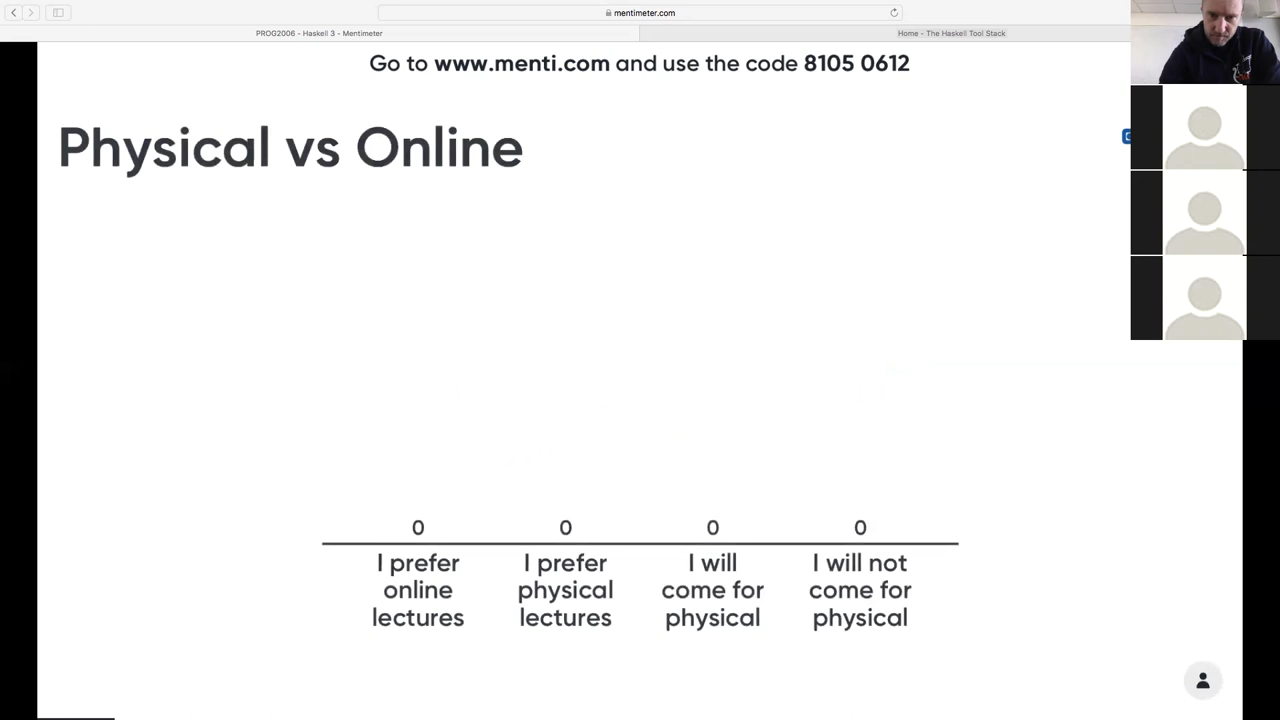 mentimeter.com
PROG2006 - Haskell 3 - Mentimeter
Home - The Haskell Tool Stack
Go to www.menti.com and use the code 8105 0612
Physical vs Online
0 0 0 0
I prefer online lectures
I prefer physical lectures
I will come for physical
I will not come for physical